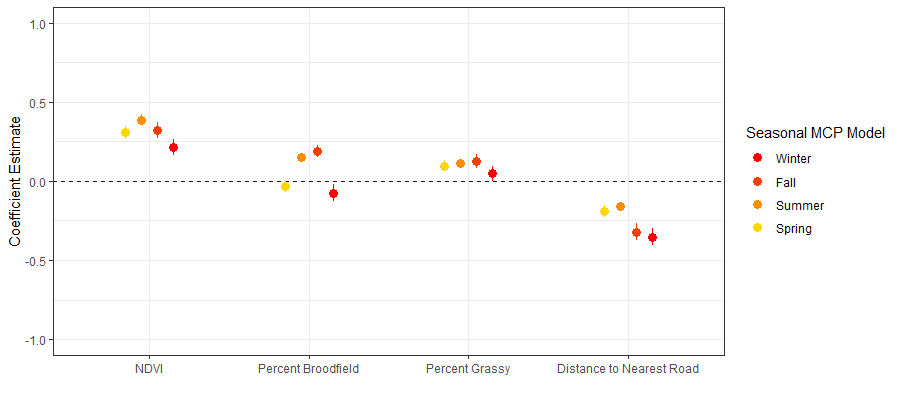 1.0
0.5
0.0
-0.5
-1.0
Coefficient Estimate
NDVI
Percent Broodfield
Percent Grassy
Distance to Nearest Road
Seasonal MCP Model
Winter
Fall
Summer
Spring